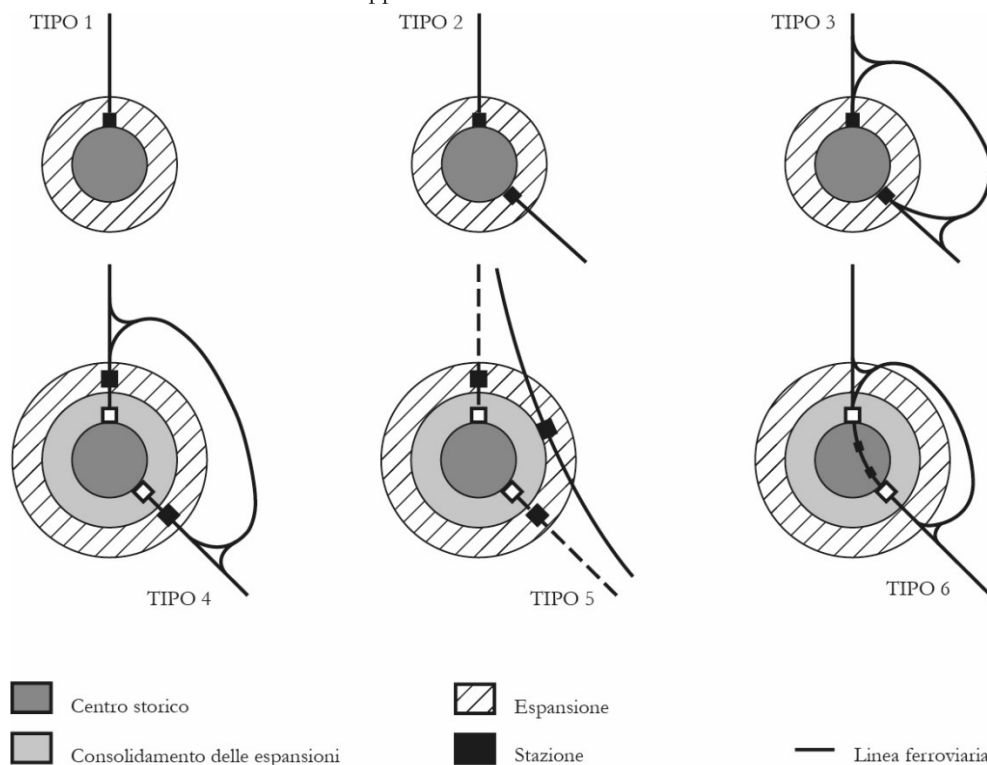 TIPO 1
TIPO 2
TIPO 3
TIPO 4
TIPO 5
TIPO 6
Centro storico
Espansione
Consolidamento delle espansioni
Stazione
Linea ferroviaria